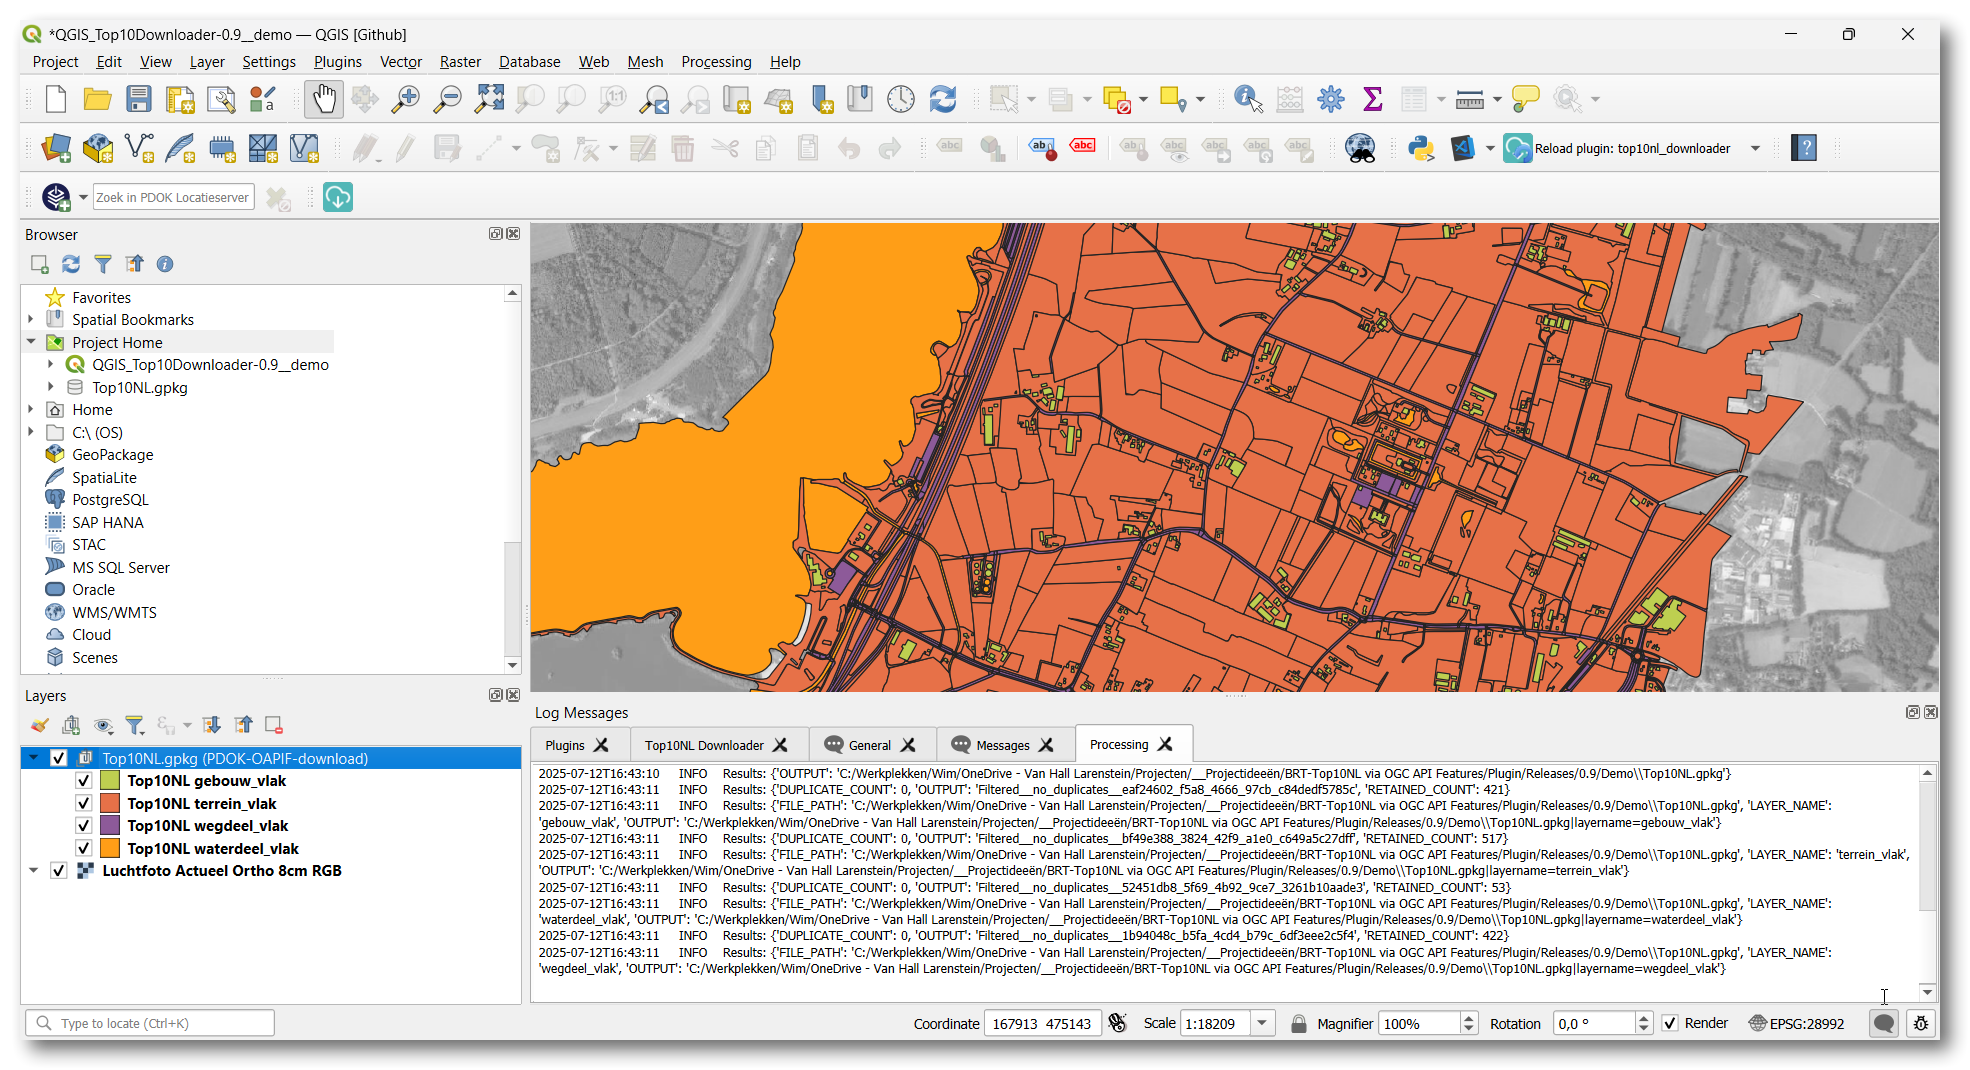 *QGIS_Top10Downloader-0.9__demo — QGIS [Github]
Project Edit View Layer Settings Plugins Vector Raster Database Web Mesh Processing Help
a
1:1
abc ab abc ab abc abc abc abc Reload plugin: top10nl_downloader ?
Zoek in PDOK Locatieserver
Browser
Favorites
Spatial Bookmarks
Project Home
QGIS_Top10Downloader-0.9__demo
Top10NL.gpkg
Home
C:\ (OS)
GeoPackage
SpatiaLite
PostgreSQL
SAP HANA
STAC
MS SQL Server
Oracle
WMS/WMTS
Cloud
Scenes
Layers
Top10NL.gpkg (PDOK-OAPIF-download)
Top10NL gebouw_vlak
Top10NL terrein_vlak
Top10NL wegdeel_vlak
Top10NL waterdeel_vlak
Luchtfoto Actueel Ortho 8cm RGB
Log Messages
Plugins Top10NL Downloader General Messages Processing
2025-07-12T16:43:10 INFO Results: {'OUTPUT': 'C:/Werkplekken/Wim/OneDrive - Van Hall Larenstein/Projecten/__Projectideeën/BRT-Top10NL via OGC API Features/Plugin/Releases/0.9/Demo\\Top10NL.gpkg'}
2025-07-12T16:43:11 INFO Results: {'DUPLICATE_COUNT': 0, 'OUTPUT': 'Filtered__no_duplicates__eaf24602_f5a8_4666_97cb_c84dedf5785c', 'RETAINED_COUNT': 421}
2025-07-12T16:43:11 INFO Results: {'FILE_PATH': 'C:/Werkplekken/Wim/OneDrive - Van Hall Larenstein/Projecten/__Projectideeën/BRT-Top10NL via OGC API Features/Plugin/Releases/0.9/Demo\\Top10NL.gpkg', 'LAYER_NAME':
'gebouw_vlak', 'OUTPUT': 'C:/Werkplekken/Wim/OneDrive - Van Hall Larenstein/Projecten/__Projectideeën/BRT-Top10NL via OGC API Features/Plugin/Releases/0.9/Demo\\Top10NL.gpkg|layername=gebouw_vlak'}
2025-07-12T16:43:11 INFO Results: {'DUPLICATE_COUNT': 0, 'OUTPUT': 'Filtered__no_duplicates__bf49e388_3824_42f9_a1e0_c649a5c27dff', 'RETAINED_COUNT': 517}
2025-07-12T16:43:11 INFO Results: {'FILE_PATH': 'C:/Werkplekken/Wim/OneDrive - Van Hall Larenstein/Projecten/__Projectideeën/BRT-Top10NL via OGC API Features/Plugin/Releases/0.9/Demo\\Top10NL.gpkg', 'LAYER_NAME': 'terrein_vlak',
'OUTPUT': 'C:/Werkplekken/Wim/OneDrive - Van Hall Larenstein/Projecten/__Projectideeën/BRT-Top10NL via OGC API Features/Plugin/Releases/0.9/Demo\\Top10NL.gpkg|layername=terrein_vlak'}
2025-07-12T16:43:11 INFO Results: {'DUPLICATE_COUNT': 0, 'OUTPUT': 'Filtered__no_duplicates__52451db8_5f69_4b92_9ce7_3261b10aade3', 'RETAINED_COUNT': 53}
2025-07-12T16:43:11 INFO Results: {'FILE_PATH': 'C:/Werkplekken/Wim/OneDrive - Van Hall Larenstein/Projecten/__Projectideeën/BRT-Top10NL via OGC API Features/Plugin/Releases/0.9/Demo\\Top10NL.gpkg', 'LAYER_NAME':
'waterdeel_vlak', 'OUTPUT': 'C:/Werkplekken/Wim/OneDrive - Van Hall Larenstein/Projecten/__Projectideeën/BRT-Top10NL via OGC API Features/Plugin/Releases/0.9/Demo\\Top10NL.gpkg|layername=waterdeel_vlak'}
2025-07-12T16:43:11 INFO Results: {'DUPLICATE_COUNT': 0, 'OUTPUT': 'Filtered__no_duplicates__1b94048c_b5fa_4cd4_b79c_6df3eee2c5f4', 'RETAINED_COUNT': 422}
2025-07-12T16:43:11 INFO Results: {'FILE_PATH': 'C:/Werkplekken/Wim/OneDrive - Van Hall Larenstein/Projecten/__Projectideeën/BRT-Top10NL via OGC API Features/Plugin/Releases/0.9/Demo\\Top10NL.gpkg', 'LAYER_NAME':
'wegdeel_vlak', 'OUTPUT': 'C:/Werkplekken/Wim/OneDrive - Van Hall Larenstein/Projecten/__Projectideeën/BRT-Top10NL via OGC API Features/Plugin/Releases/0.9/Demo\\Top10NL.gpkg|layername=wegdeel_vlak'}
Type to locate (Ctrl+K) Coordinate 167913 475143 Scale 1:18209 Magnifier 100% Rotation 0,0 ° Render EPSG:28992